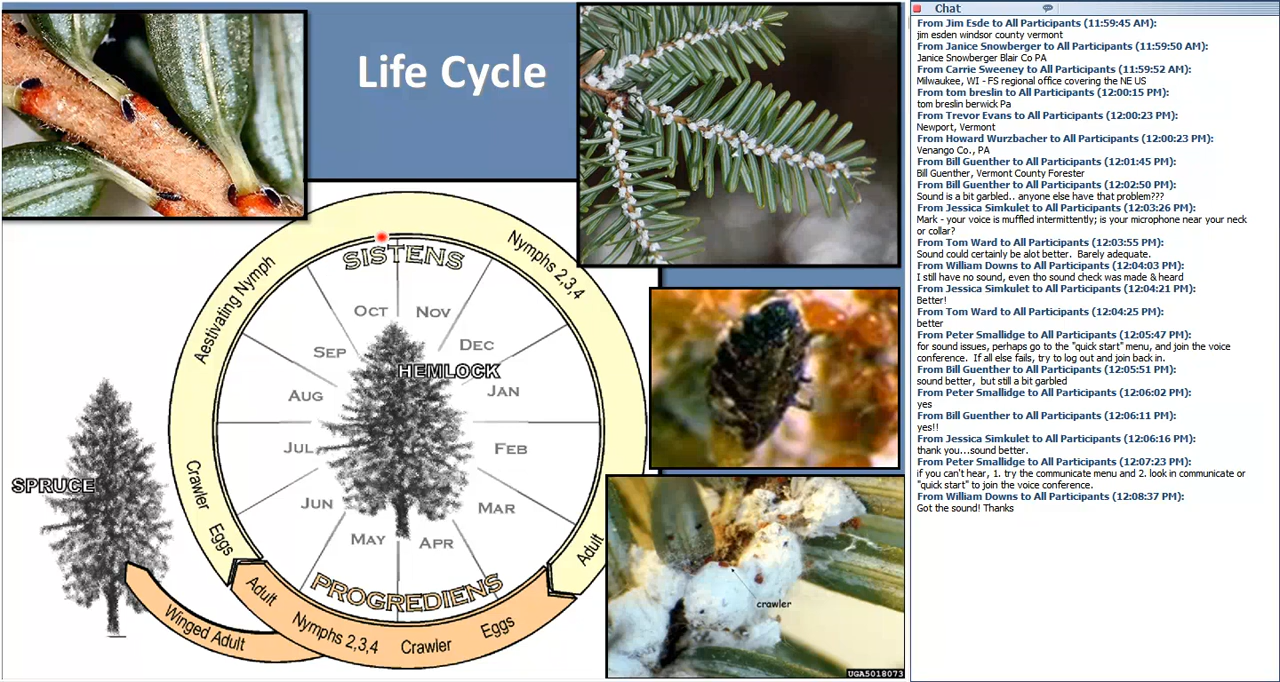 Life Cycle
SISTENS
Nymphs 2,3,4
Aestivating Nymph
Oct
Nov
Sep
Dec
HEMLOCK
Aug
Jan
Jul
Feb
SPRUCE
Crawler
Jun
Mar
Eggs
May
Apr
Adult
PROGREDIENS
Adult
Winged Adult
Nymphs 2,3,4
Crawler
Eggs
crawler
UGA5018073
Chat
From Jim Esde to All Participants (11:59:45 AM):
jim esden windsor county vermont
From Janice Snowberger to All Participants (11:59:50 AM):
Janice Snowberger Blair Co PA
From Carrie Sweeney to All Participants (11:59:52 AM):
Milwaukee, WI - FS regional office covering the NE US
From tom breslin to All Participants (12:00:15 PM):
tom breslin berwick Pa
From Trevor Evans to All Participants (12:00:23 PM):
Newport, Vermont
From Howard Wurzbacher to All Participants (12:00:23 PM):
Venango Co., PA
From Bill Guenther to All Participants (12:01:45 PM):
Bill Guenther, Vermont County Forester
From Bill Guenther to All Participants (12:02:50 PM):
Sound is a bit garbled.. anyone else have that problem???
From Jessica Simkulet to All Participants (12:03:26 PM):
Mark - your voice is muffled intermittently; is your microphone near your neck
or collar?
From Tom Ward to All Participants (12:03:55 PM):
Sound could certainly be alot better.  Barely adequate.
From William Downs to All Participants (12:04:03 PM):
I still have no sound, even tho sound check was made & heard
From Jessica Simkulet to All Participants (12:04:21 PM):
Better!
From Tom Ward to All Participants (12:04:25 PM):
better
From Peter Smallidge to All Participants (12:05:47 PM):
for sound issues, perhaps go to the "quick start" menu, and join the voice
conference.  If all else fails, try to log out and join back in.
From Bill Guenther to All Participants (12:05:51 PM):
sound better, but still a bit garbled
From Peter Smallidge to All Participants (12:06:02 PM):
yes
From Bill Guenther to All Participants (12:06:11 PM):
yes!!
From Jessica Simkulet to All Participants (12:06:16 PM):
thank you...sound better.
From Peter Smallidge to All Participants (12:07:23 PM):
if you can't hear, 1. try the communicate menu and 2. look in communicate or
"quick start" to join the voice conference.
From William Downs to All Participants (12:08:37 PM):
Got the sound! Thanks